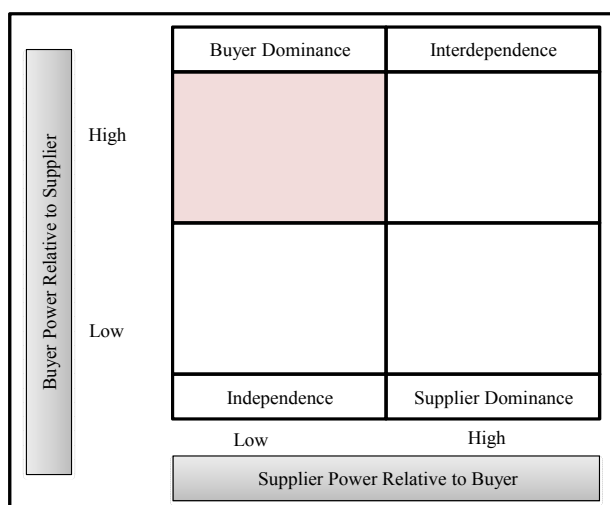 Buyer Dominance
Interdependence
Buyer Power Relative to Supplier
High
Low
Independence
Supplier Dominance
Low
High
Supplier Power Relative to Buyer